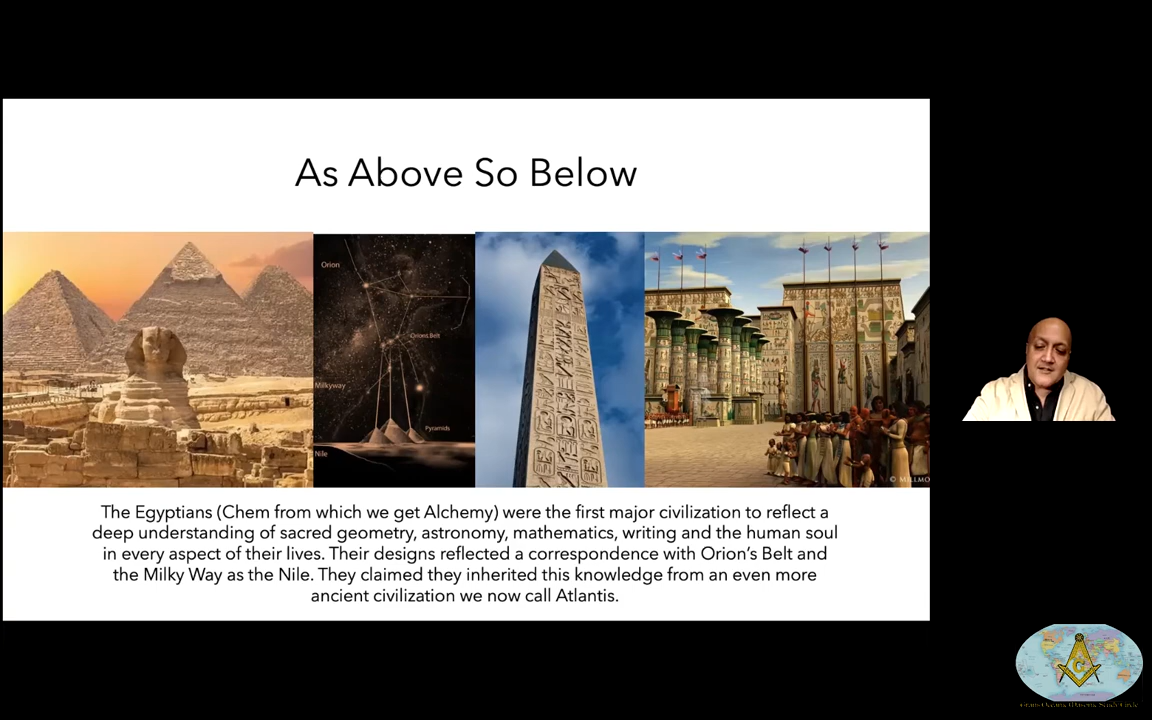 As Above So Below
Orion
Orions Belt
Milkyway
Pyramids
Nile
© MILLMO
The Egyptians (Chem from which we get Alchemy) were the first major civilization to reflect a
deep understanding of sacred geometry, astronomy, mathematics, writing and the human soul
in every aspect of their lives. Their designs reflected a correspondence with Orion’s Belt and
the Milky Way as the Nile. They claimed they inherited this knowledge from an even more
ancient civilization we now call Atlantis.
G